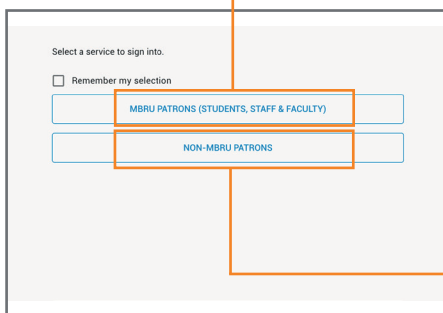 Select a service to sign into.
Remember my selection
MBRU PATRONS (STUDENTS, STAFF & FACULTY)
NON-MBRU PATRONS